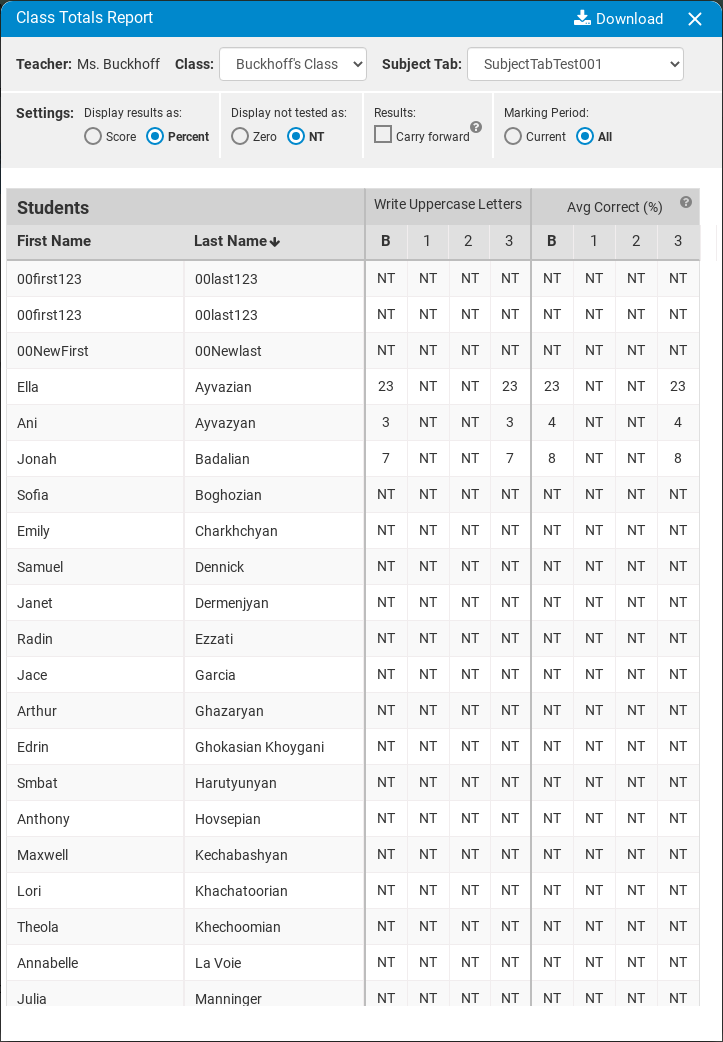 Class Totals Report
Download
Teacher: Ms. Buckhoff Class: Buckhoff's Class Subject Tab: SubjectTabTest001
Settings: Display results as: Display not tested as: Results: Marking Period:
Score Percent Zero NT Carry forward ? Current All
Students Write Uppercase Letters Avg Correct (%) ?
First Name Last Name B 1 2 3 B 1 2 3
00first123 00last123 NT NT NT NT NT NT NT NT
00first123 00last123 NT NT NT NT NT NT NT NT
00NewFirst 00Newlast NT NT NT NT NT NT NT NT
Ella Ayvazian 23 NT NT 23 23 NT NT 23
Ani Ayvazyan 3 NT NT 3 4 NT NT 4
Jonah Badalian 7 NT NT 7 8 NT NT 8
Sofia Boghozian NT NT NT NT NT NT NT NT
Emily Charkhchyan NT NT NT NT NT NT NT NT
Samuel Dennick NT NT NT NT NT NT NT NT
Janet Dermenjyan NT NT NT NT NT NT NT NT
Radin Ezzati NT NT NT NT NT NT NT NT
Jace Garcia NT NT NT NT NT NT NT NT
Arthur Ghazaryan NT NT NT NT NT NT NT NT
Edrin Ghokasian Khoygani NT NT NT NT NT NT NT NT
Smbat Harutyunyan NT NT NT NT NT NT NT NT
Anthony Hovsepian NT NT NT NT NT NT NT NT
Maxwell Kechabashyan NT NT NT NT NT NT NT NT
Lori Khachatoorian NT NT NT NT NT NT NT NT
Theola Khechoomian NT NT NT NT NT NT NT NT
Annabelle La Voie NT NT NT NT NT NT NT NT
Julia Manninger NT NT NT NT NT NT NT NT